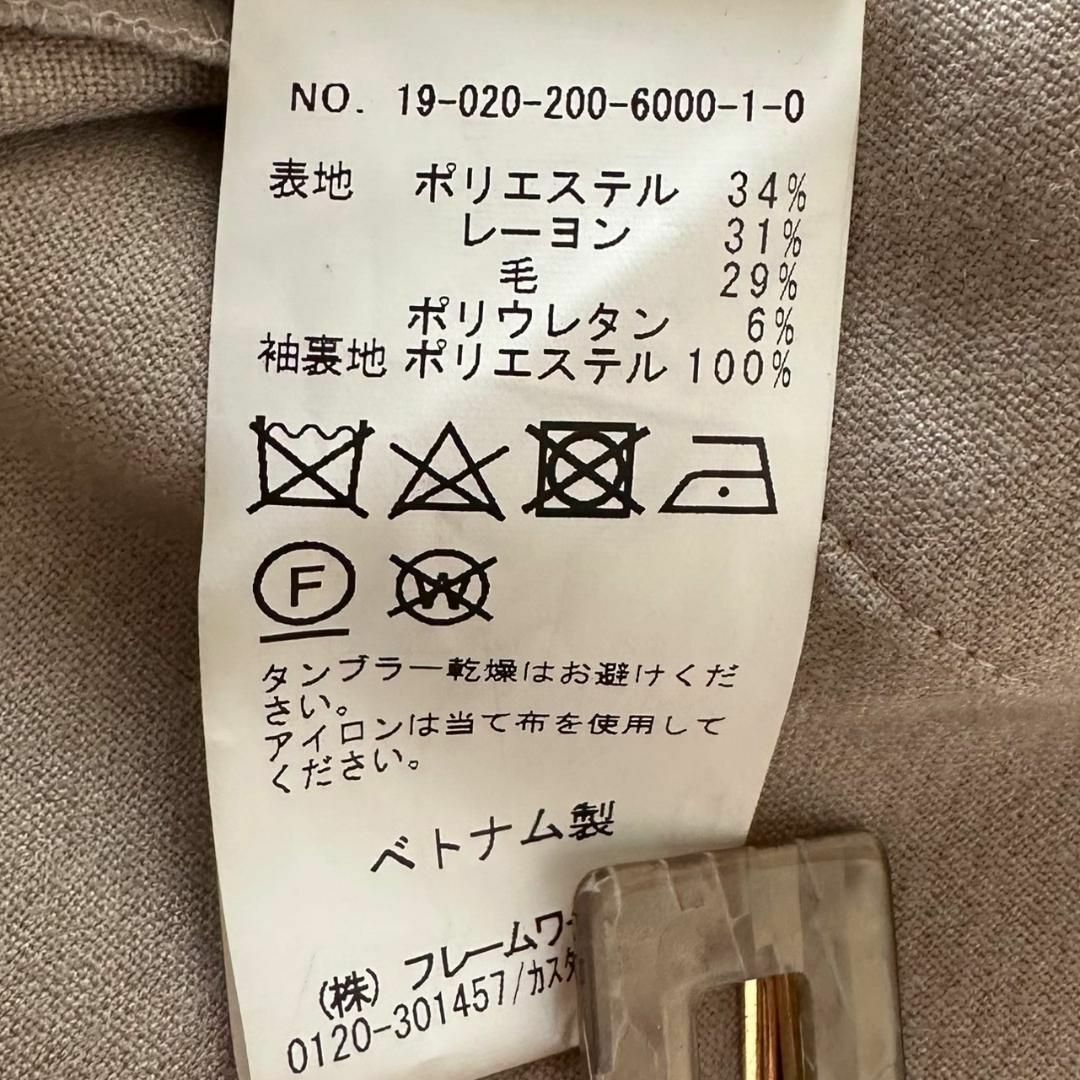 NO. 19-020-200-6000-1-0
表地 ポリエステル 34%
レーヨン 31%
毛 29%
ポリウレタン 6%
袖裏地 ポリエステル 100%
F
W
タンブラー乾燥はお避けくだ
さい。
アイロンは当て布を使用して
ください。
ベトナム製
(株) フレームワー
0120-301457/カスタ